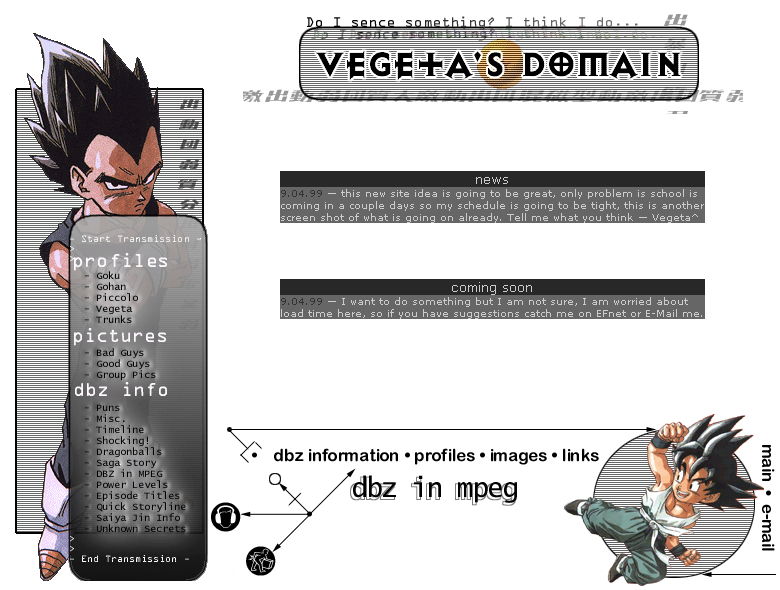 Do I sence something? I think I do...
VEGETA'S DOMAIN
- Start Transmission -
>
profiles
- Goku
- Gohan
- Piccolo
- Vegeta
- Trunks
pictures
- Bad Guys
- Good Guys
- Group Pics
dbz info
- Puns
- Misc.
- Timeline
- Shocking!
- Dragonballs
- Saga Story
- DBZ in MPEG
- Power Levels
- Episode Titles
- Quick Storyline
- Saiya Jin Info
- Unknown Secrets
>
>
- End Transmission -
news
9.04.99 — this new site idea is going to be great, only problem is school is
coming in a couple days so my schedule is going to be tight, this is another
screen shot of what is going on already. Tell me what you think — Vegeta^
coming soon
9.04.99 — I want to do something but I am not sure, I am worried about
load time here, so if you have suggestions catch me on EFnet or E-Mail me.
• dbz information • profiles • images • links
dbz in mpeg
main • e-mail